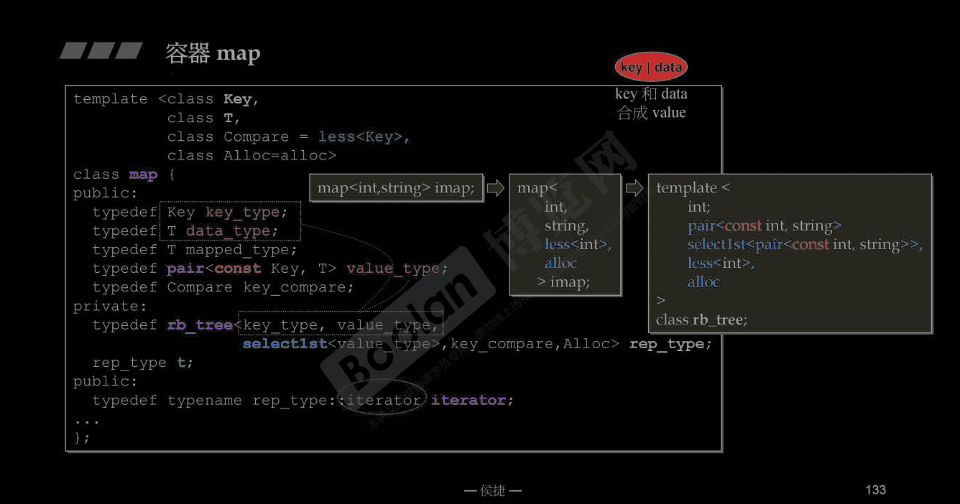 容器 map
key | data
key 和 data
合成 value
template <class Key,
class T,
class Compare = less<Key>,
class Alloc=alloc>
class map {
public:
typedef Key key_type;
typedef T data_type;
typedef T mapped_type;
typedef pair<const Key, T> value_type;
typedef Compare key_compare;
private:
typedef rb_tree<key_type, value_type,
select1st<value_type>,key_compare,Alloc> rep_type;
rep_type t;
public:
typedef typename rep_type::iterator iterator;
...
};
map<int,string> imap;
map<
int,
string,
less<int>,
alloc
> imap;
template <
int;
pair<const int, string>
select1st<pair<const int, string>>,
less<int>,
alloc
>
class rb_tree;
Boolan
博览网
— 侯捷 —
133